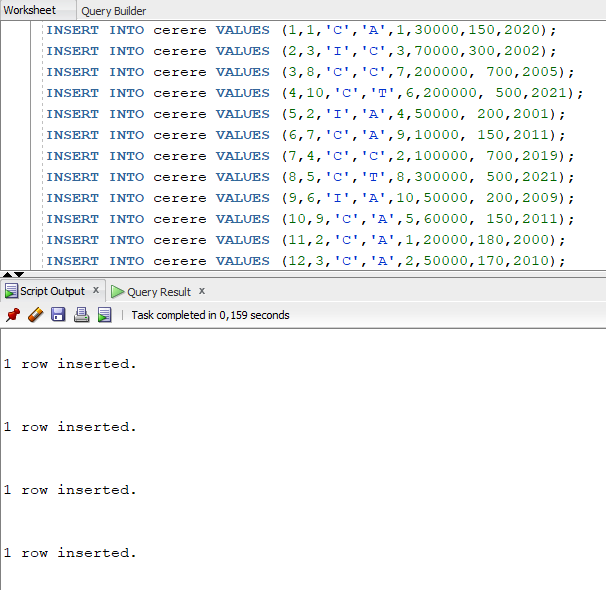 Worksheet Query Builder
INSERT INTO cerere VALUES (1,1,'C','A',1,30000,150,2020);
INSERT INTO cerere VALUES (2,3,'I','C',3,70000,300,2002);
INSERT INTO cerere VALUES (3,8,'C','C',7,200000, 700,2005);
INSERT INTO cerere VALUES (4,10,'C','T',6,200000, 500,2021);
INSERT INTO cerere VALUES (5,2,'I','A',4,50000, 200,2001);
INSERT INTO cerere VALUES (6,7,'C','A',9,10000, 150,2011);
INSERT INTO cerere VALUES (7,4,'C','C',2,100000, 700,2019);
INSERT INTO cerere VALUES (8,5,'C','T',8,300000, 500,2021);
INSERT INTO cerere VALUES (9,6,'I','A',10,50000, 200,2009);
INSERT INTO cerere VALUES (10,9,'C','A',5,60000, 150,2011);
INSERT INTO cerere VALUES (11,2,'C','A',1,20000,180,2000);
INSERT INTO cerere VALUES (12,3,'C','A',2,50000,170,2010);
Script Output x Query Result x
Task completed in 0,159 seconds
1 row inserted.
1 row inserted.
1 row inserted.
1 row inserted.